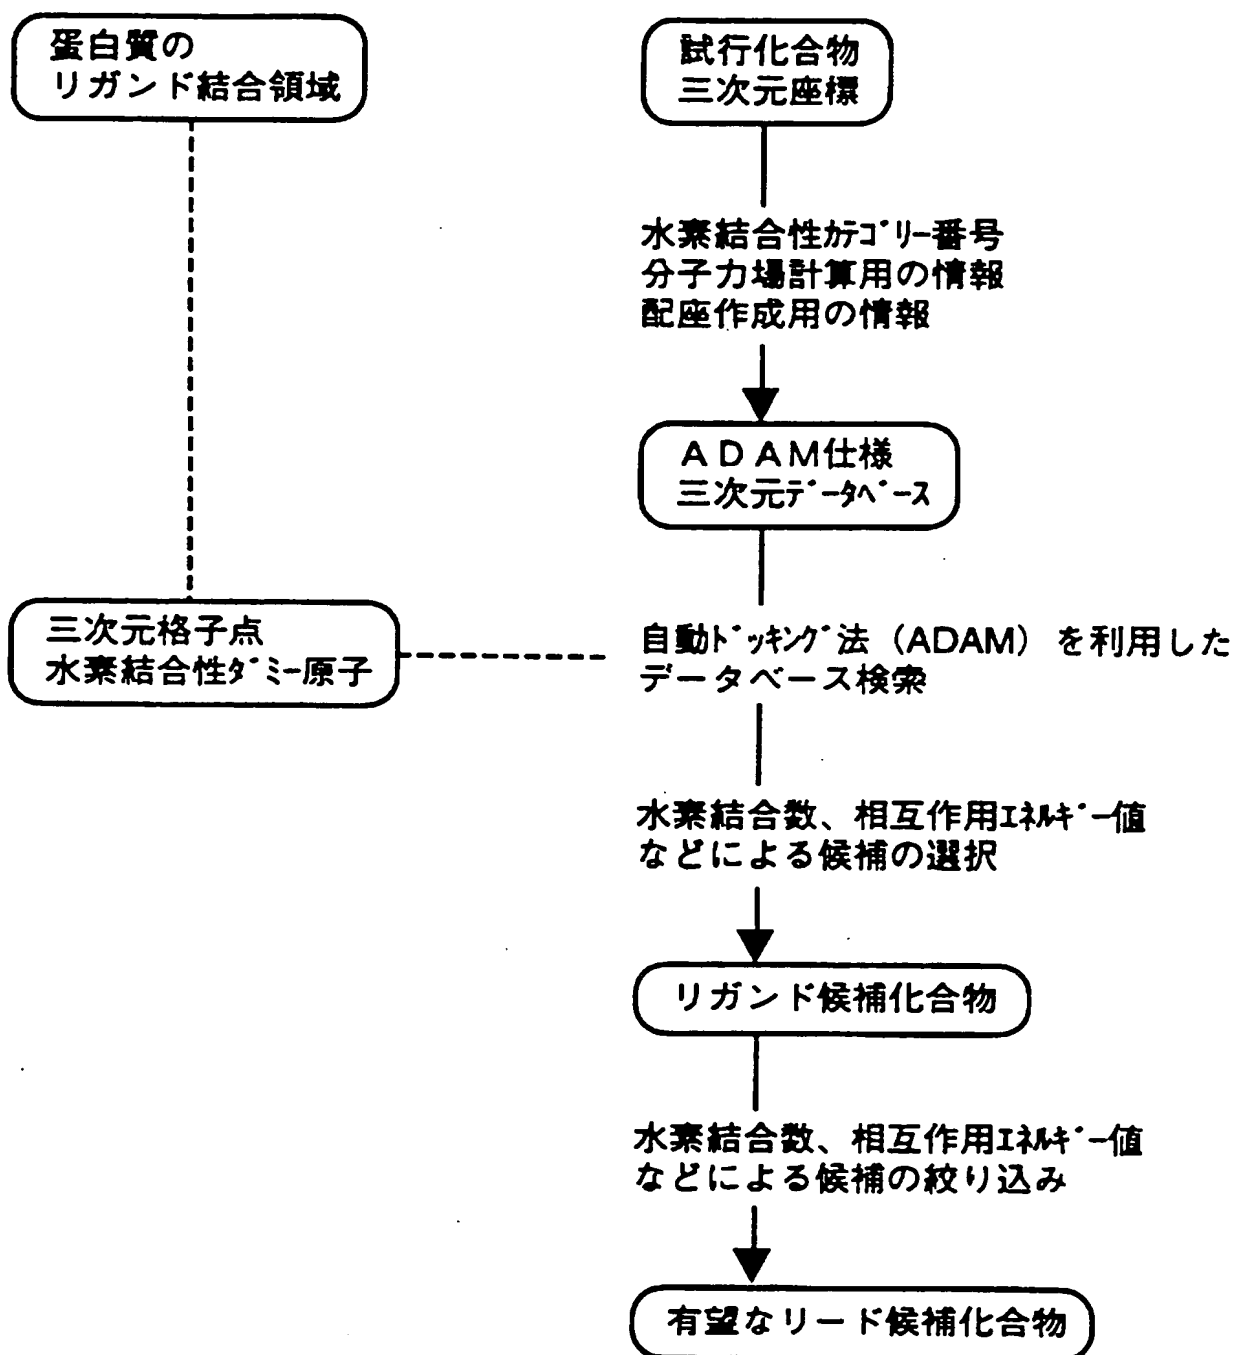 蛋白質の
リガンド結合領域
試行化合物
三次元座標
水素結合性ｶﾃｺﾞﾘｰ番号
分子力場計算用の情報
配座作成用の情報
ＡＤＡＭ仕様
三次元ﾃﾞｰﾀﾍﾞｰｽ
三次元格子点
水素結合性ﾀﾞﾐｰ原子
自動ﾄﾞｯｷﾝｸﾞ法（ADAM）を利用した
データベース検索
水素結合数、相互作用ｴﾈﾙｷﾞｰ値
などによる候補の選択
リガンド候補化合物
水素結合数、相互作用ｴﾈﾙｷﾞｰ値
などによる候補の絞り込み
有望なリード候補化合物